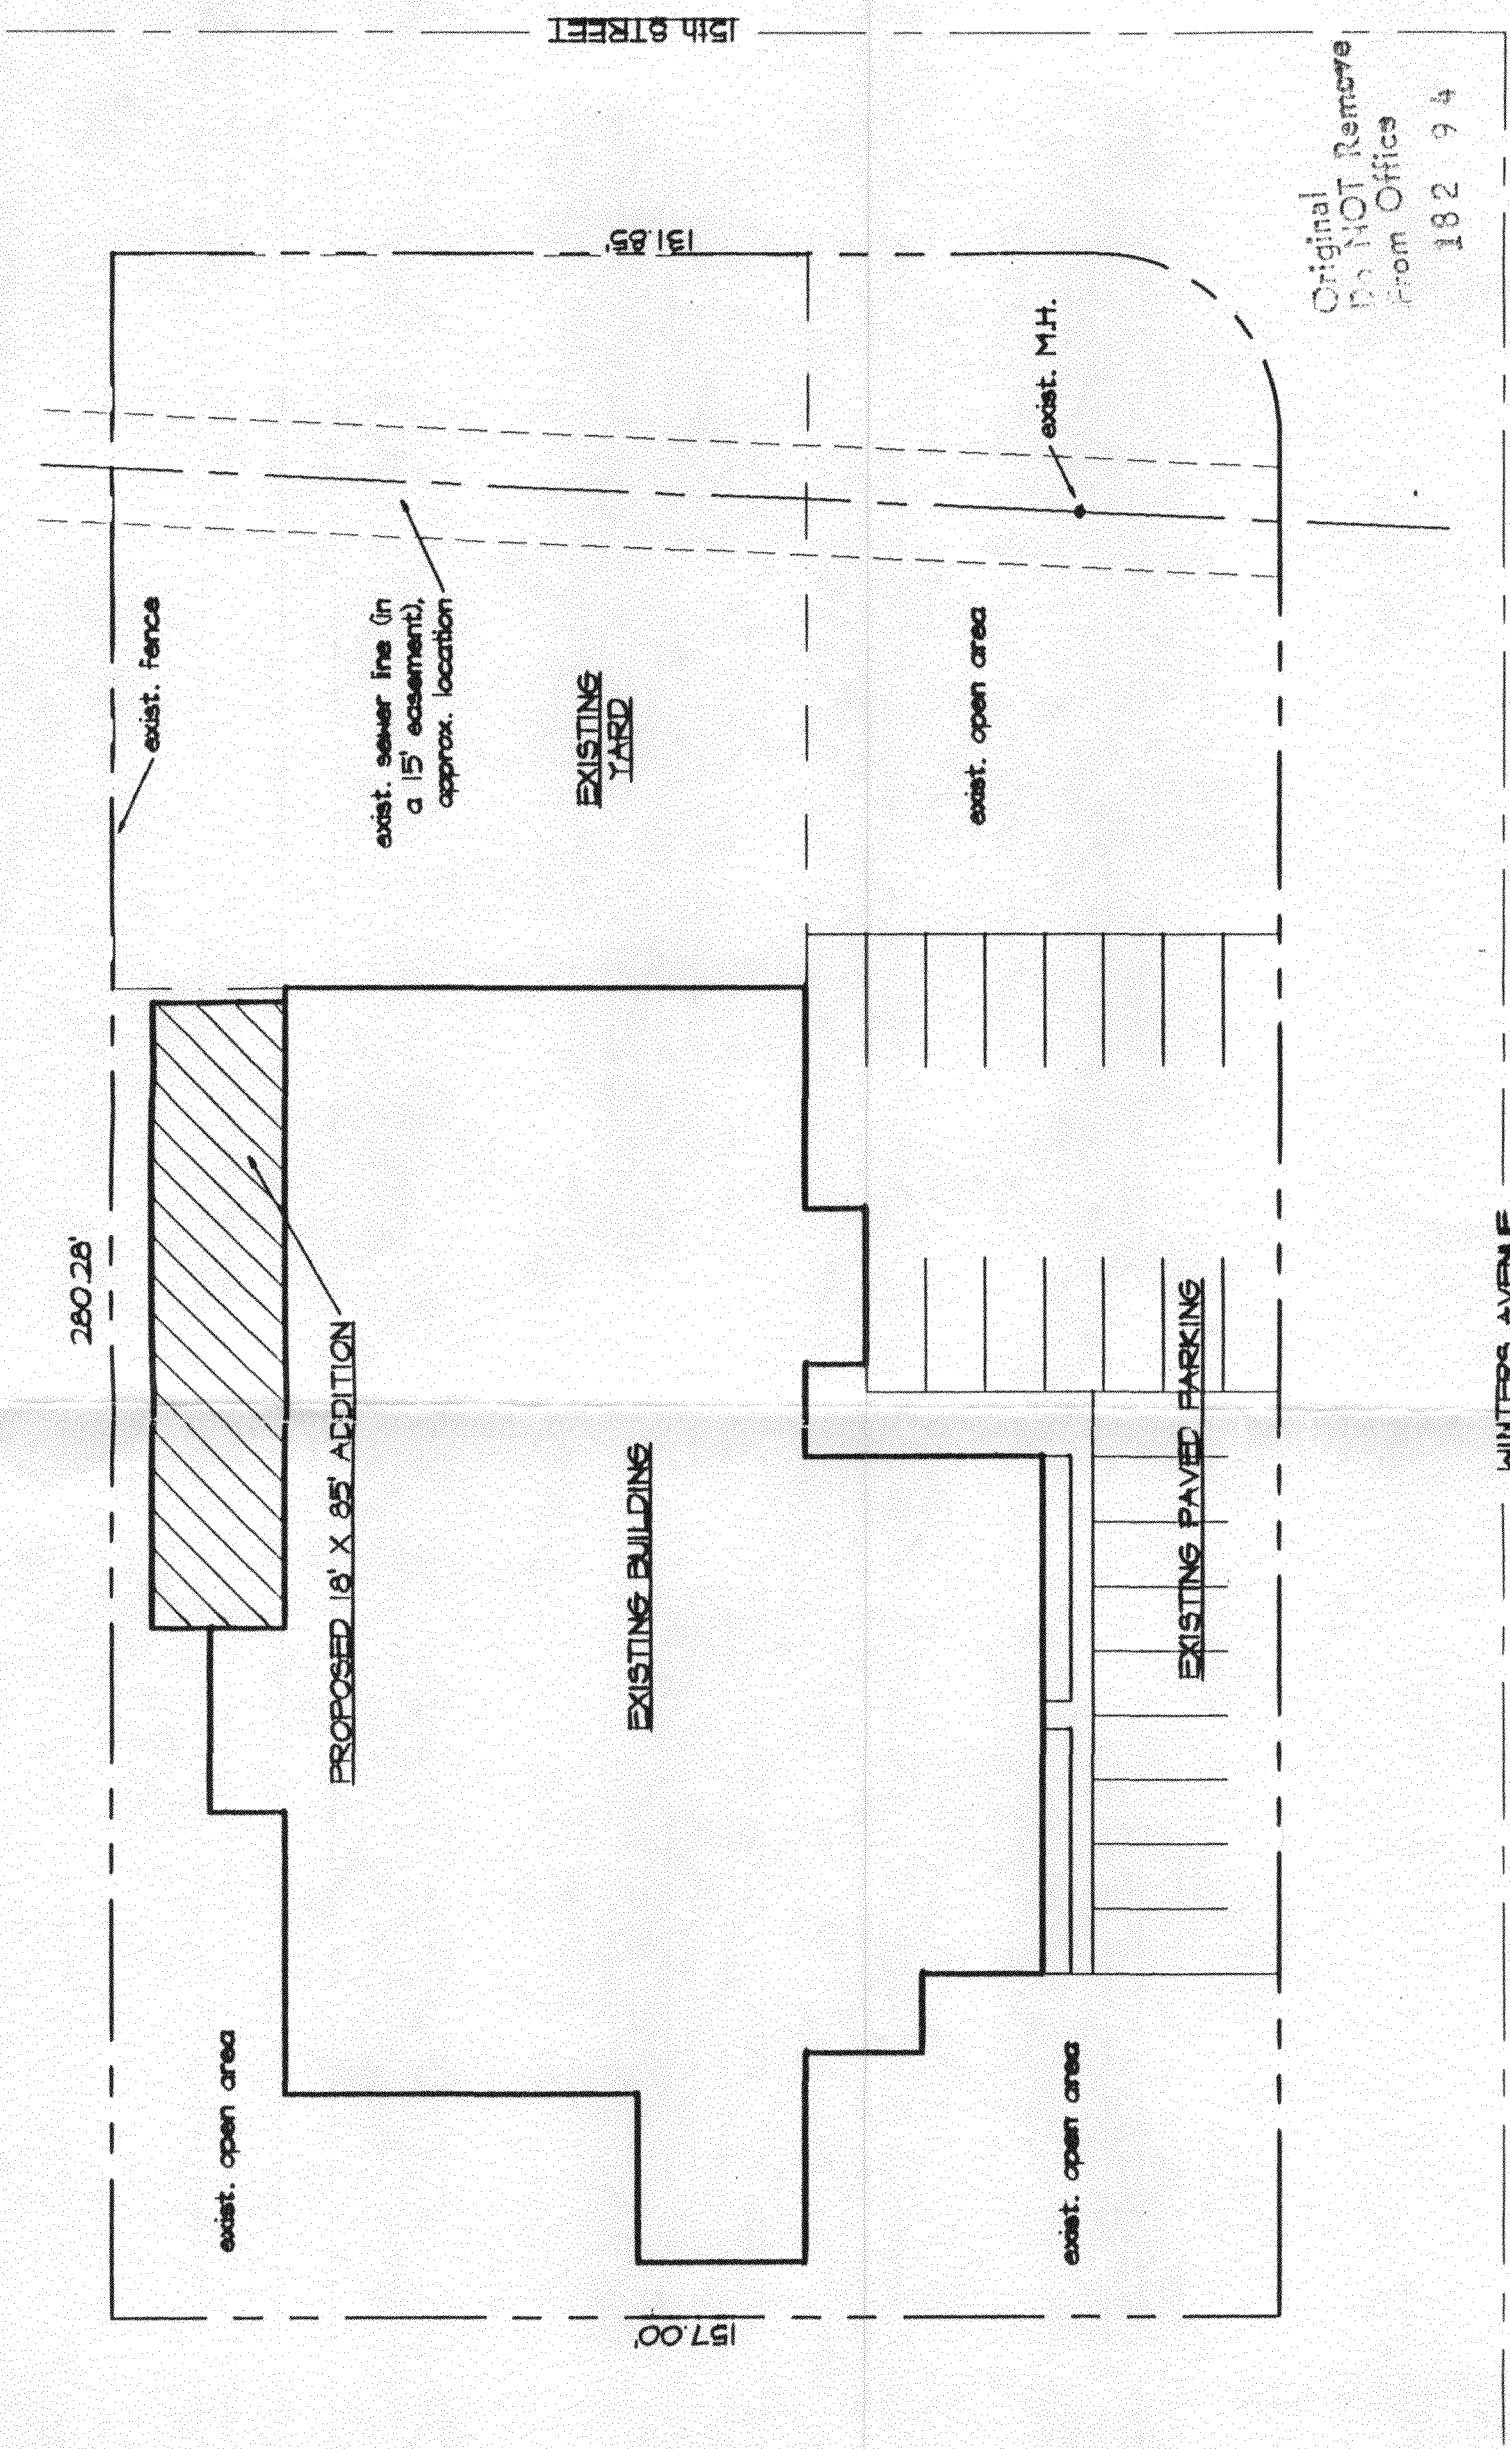 15th STREET
Original
Do NOT Remove
From Office
182 94
131.85'
exist. M.H.
exist. fence
exist. sewer line (in
a 15' easement),
approx. location
EXISTING
YARD
exist. open area
280.28'
PROPOSED 18' X 85' ADDITION
EXISTING BUILDING
EXISTING PAVED PARKING
WINTERS AVENUE
exist. open area
exist. open area
157.00'